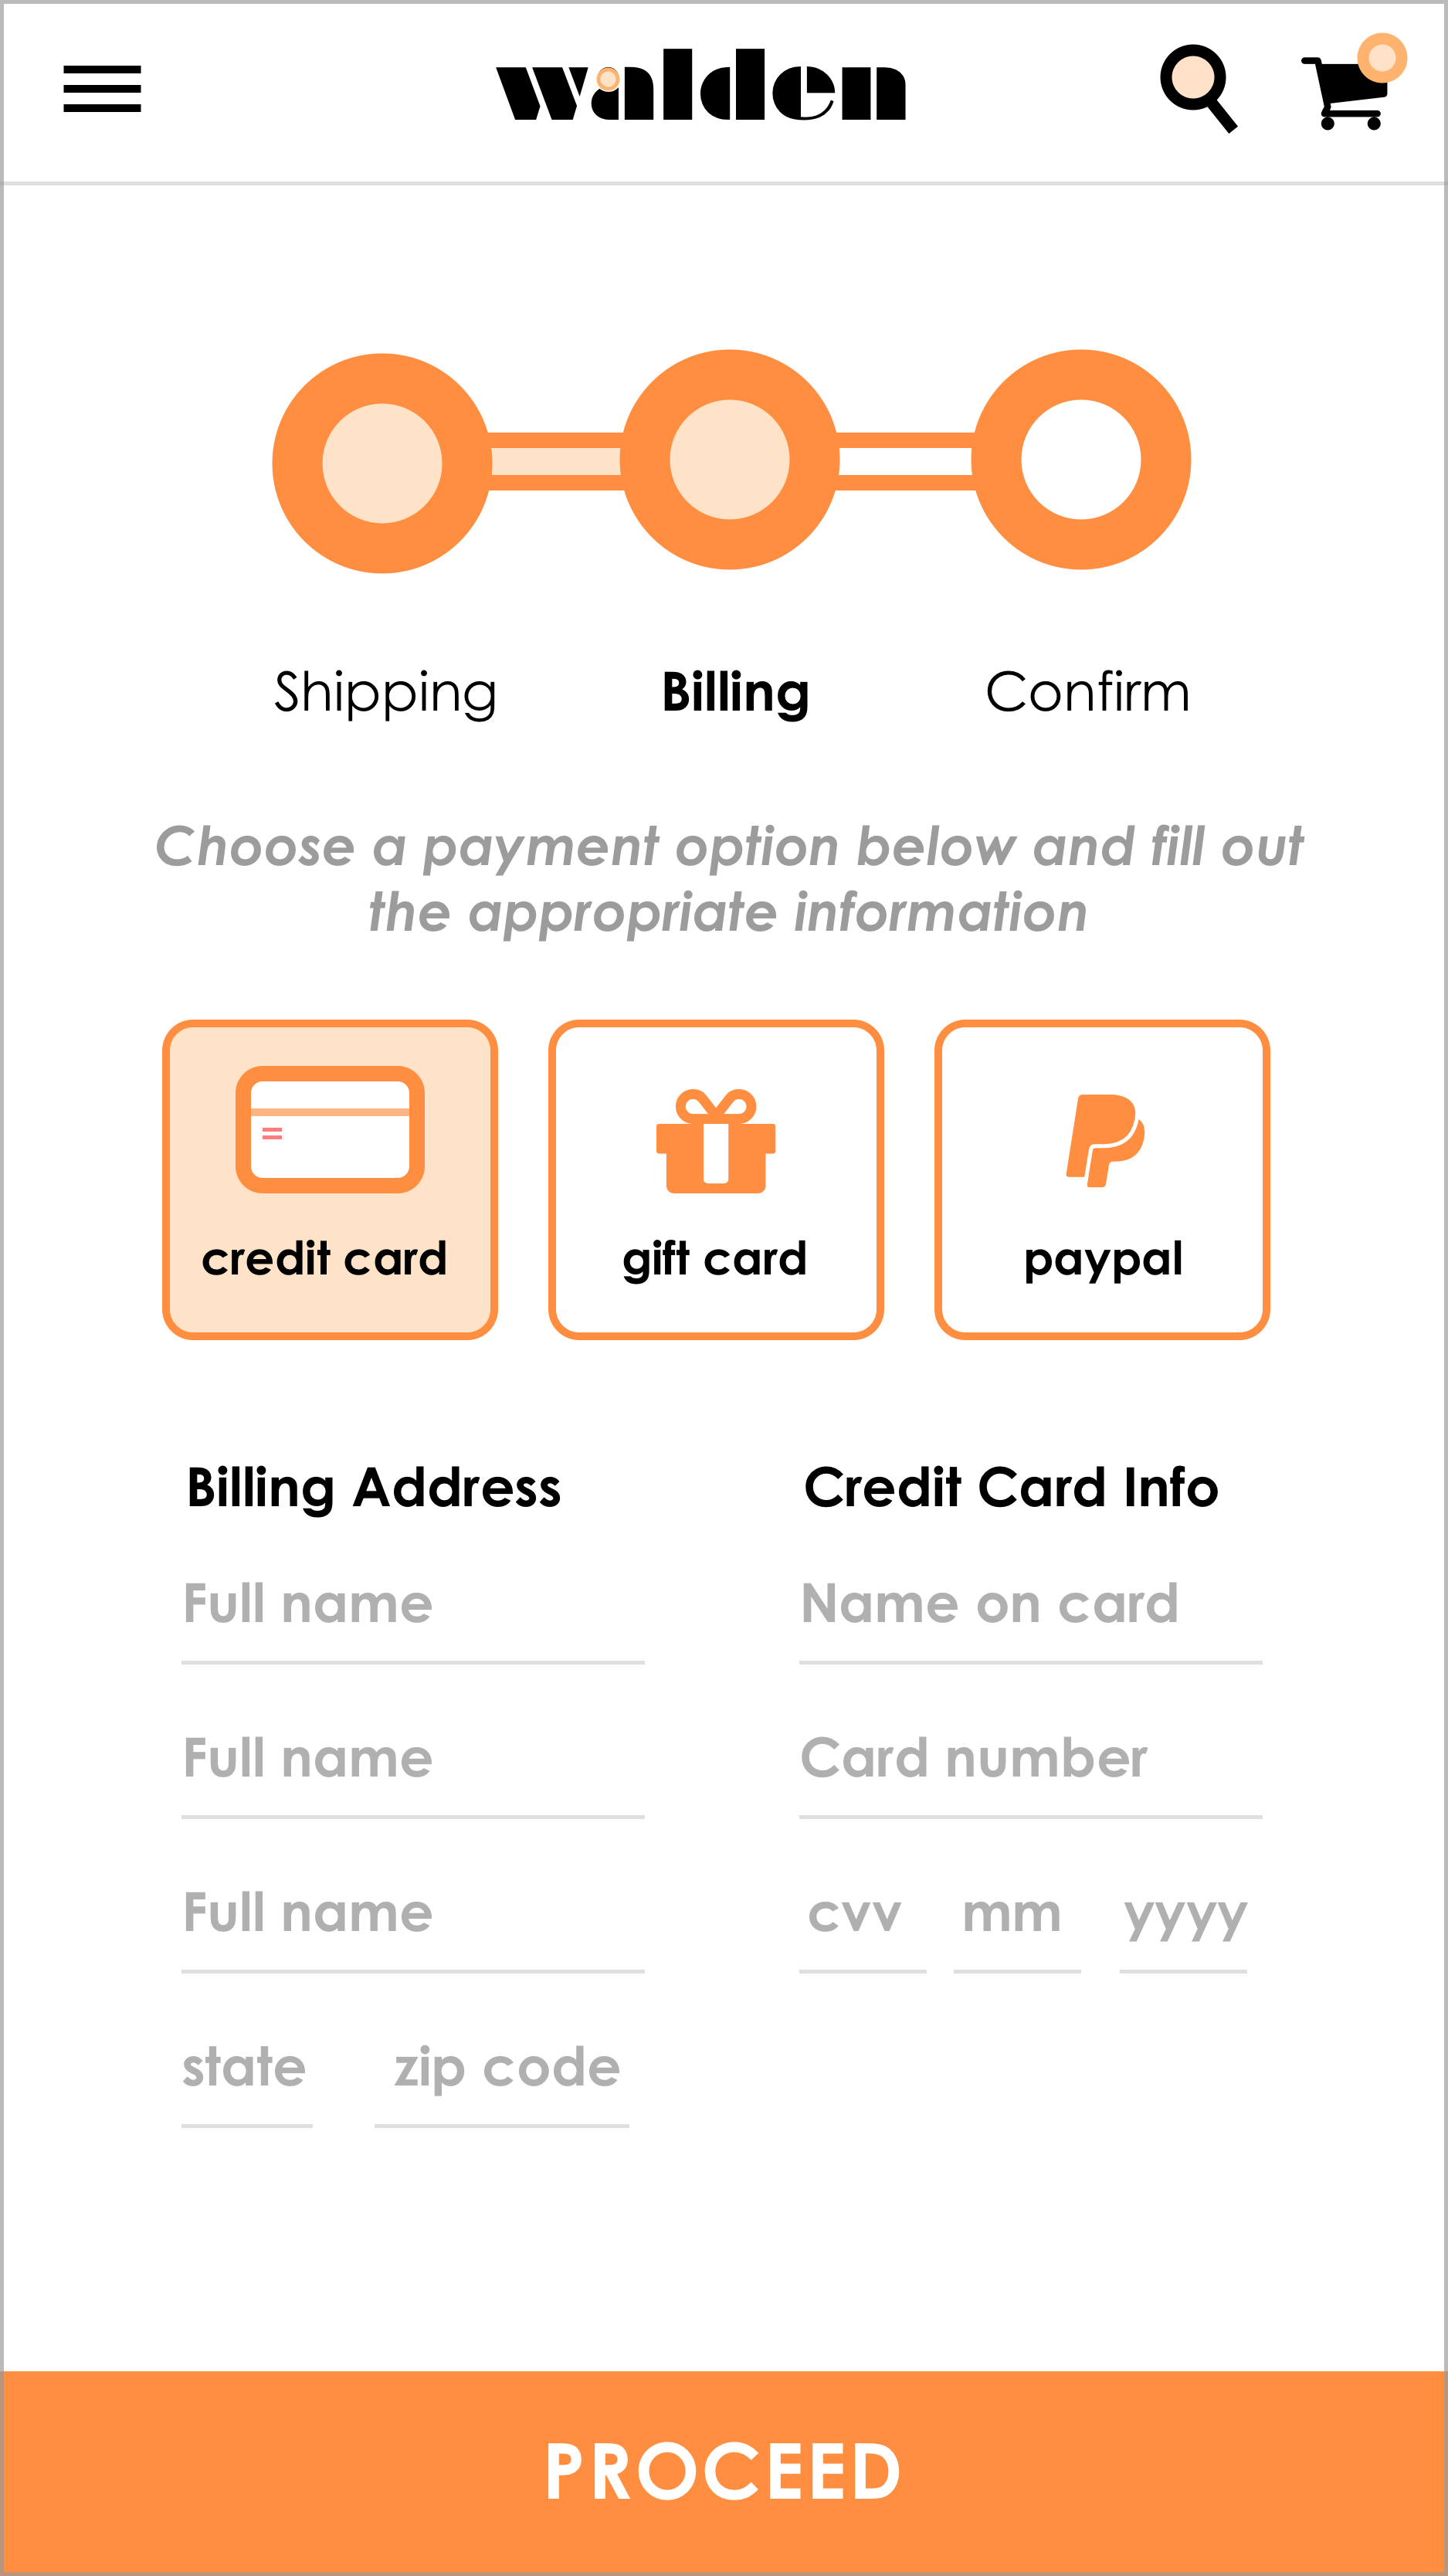 walden
Shipping Billing Confirm
Choose a payment option below and fill out
the appropriate information
credit card gift card paypal
Billing Address
Full name
Full name
Full name
state zip code
Credit Card Info
Name on card
Card number
cvv mm yyyy
PROCEED